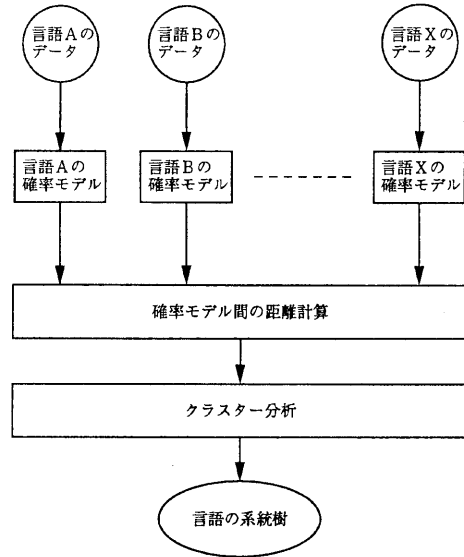 言語Aの
データ
言語Bの
データ
言語Xの
データ
言語Aの
確率モデル
言語Bの
確率モデル
言語Xの
確率モデル
確率モデル間の距離計算
クラスター分析
言語の系統樹